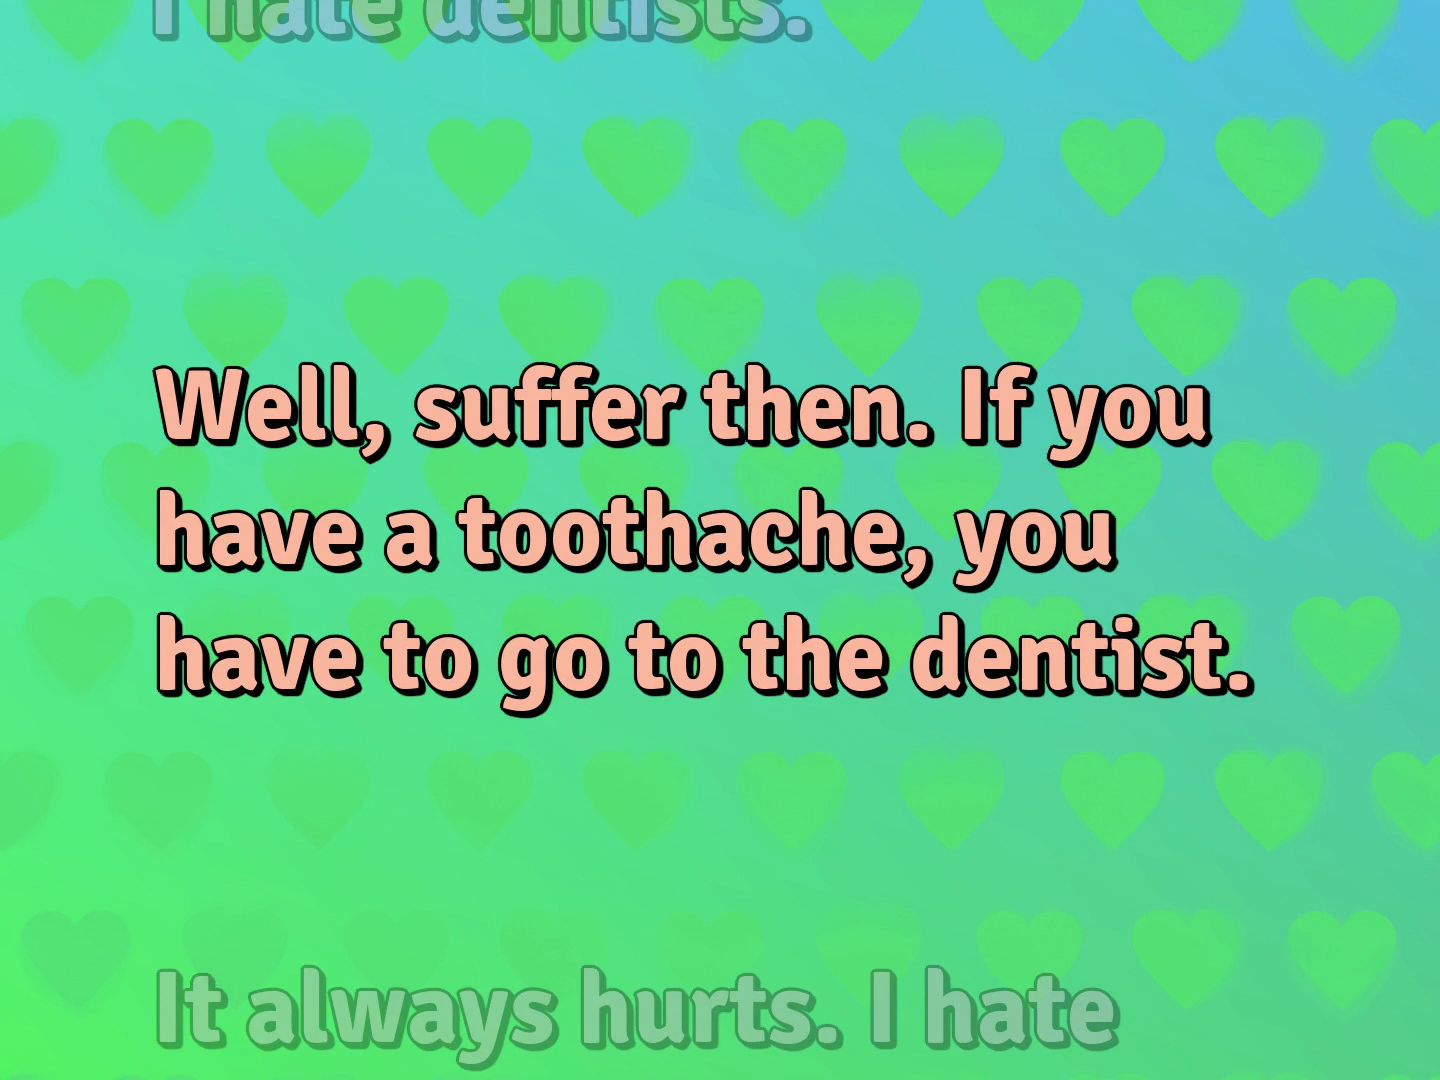 I hate dentists.
Well, suffer then. If you
have a toothache, you
have to go to the dentist.
It always hurts. I hate